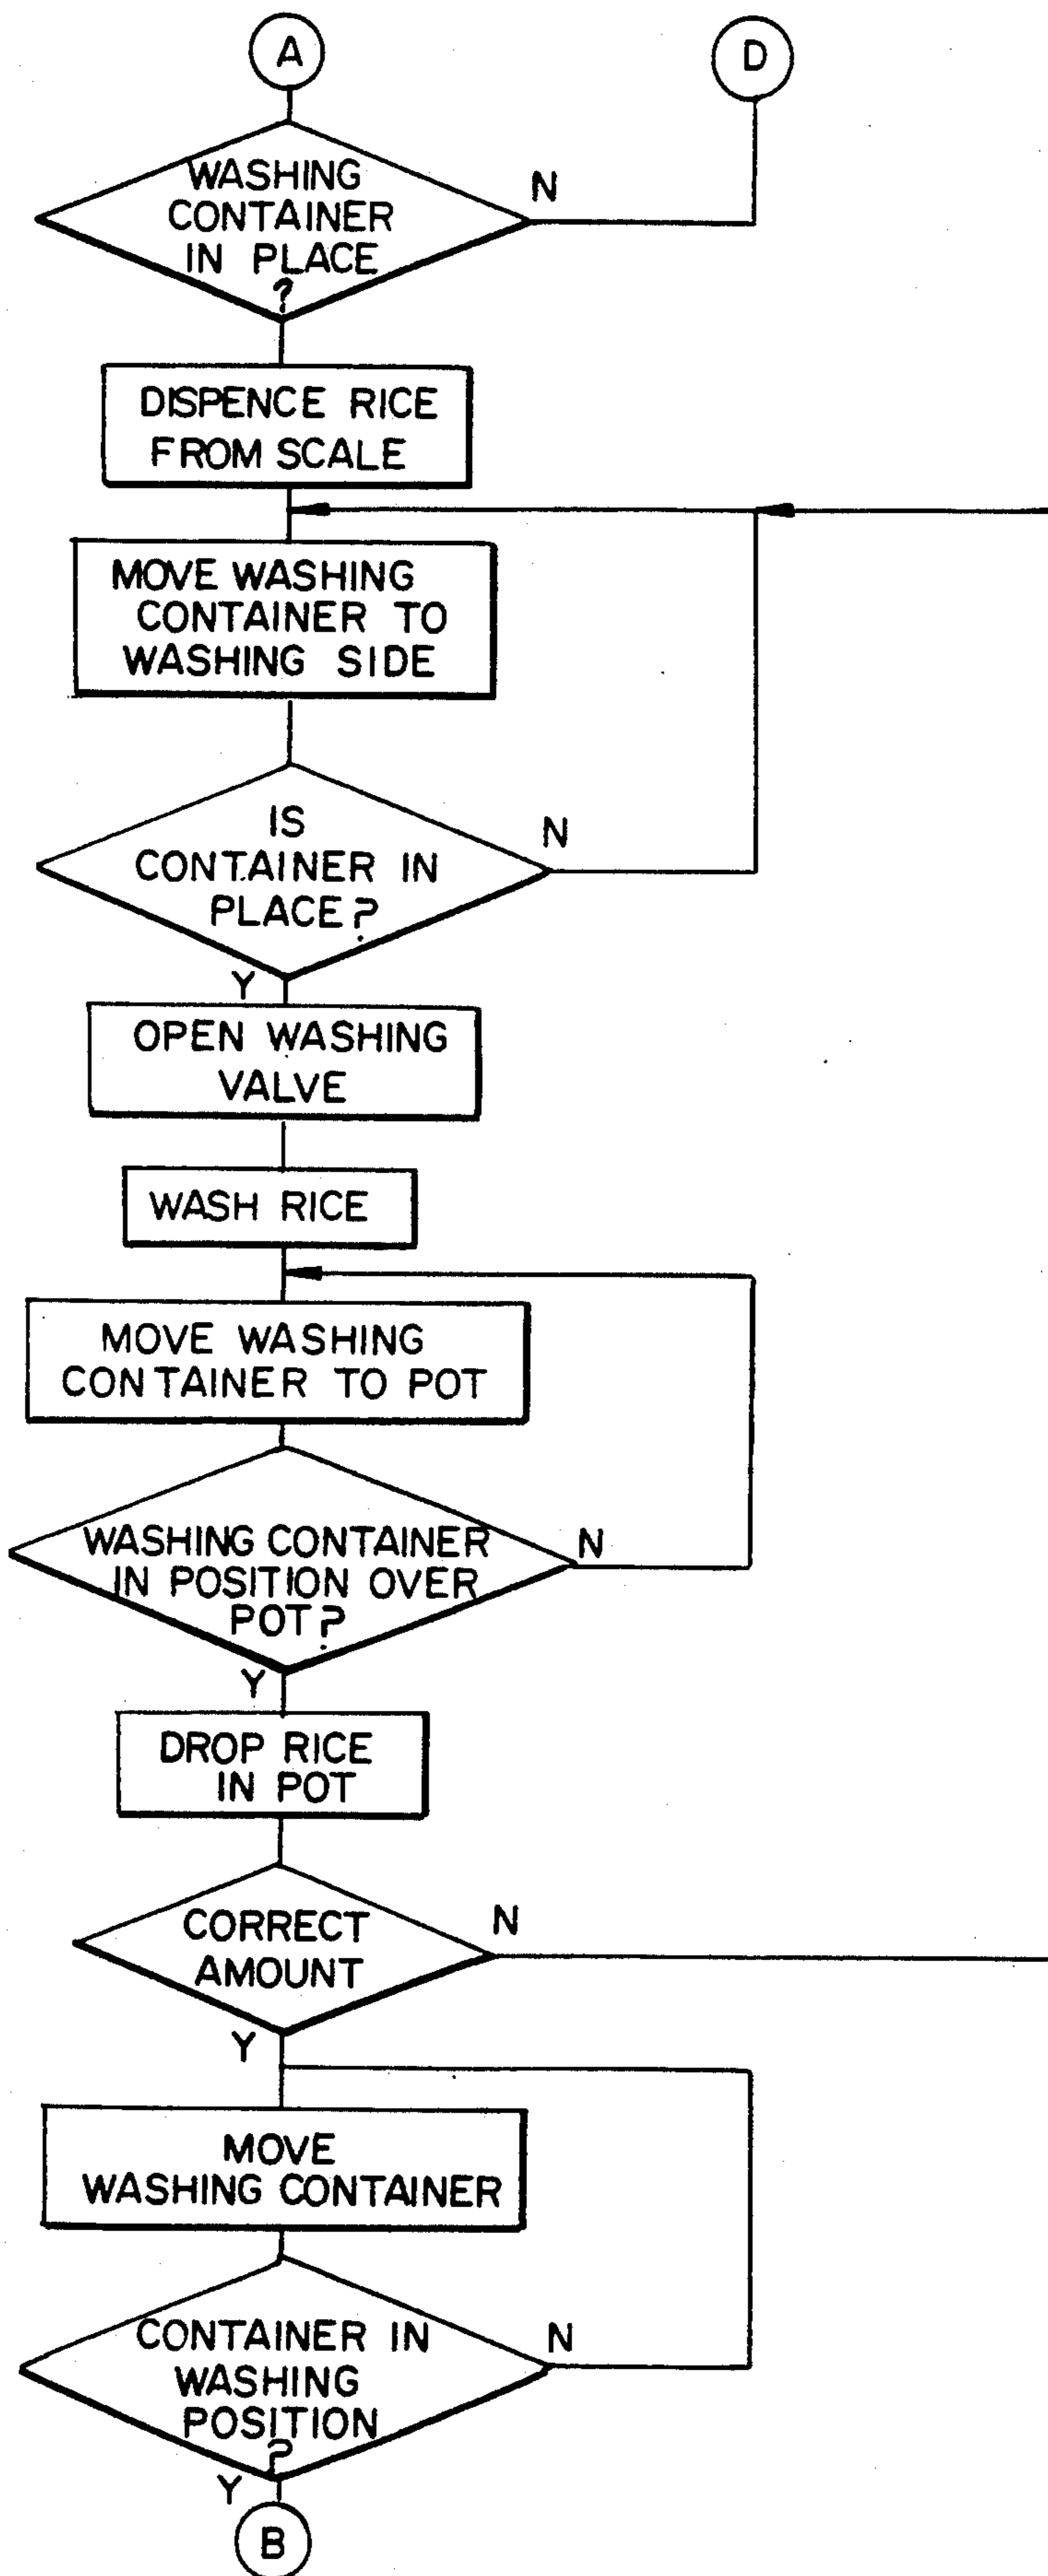 A
D
WASHING
CONTAINER
IN PLACE
?
N
DISPENCE RICE
FROM SCALE
MOVE WASHING
CONTAINER TO
WASHING SIDE
IS
CONTAINER IN
PLACE?
N
Y
OPEN WASHING
VALVE
WASH RICE
MOVE WASHING
CONTAINER TO POT
WASHING CONTAINER
IN POSITION OVER
POT?
N
Y
DROP RICE
IN POT
CORRECT
AMOUNT
N
Y
MOVE
WASHING CONTAINER
CONTAINER IN
WASHING
POSITION
?
N
Y
B